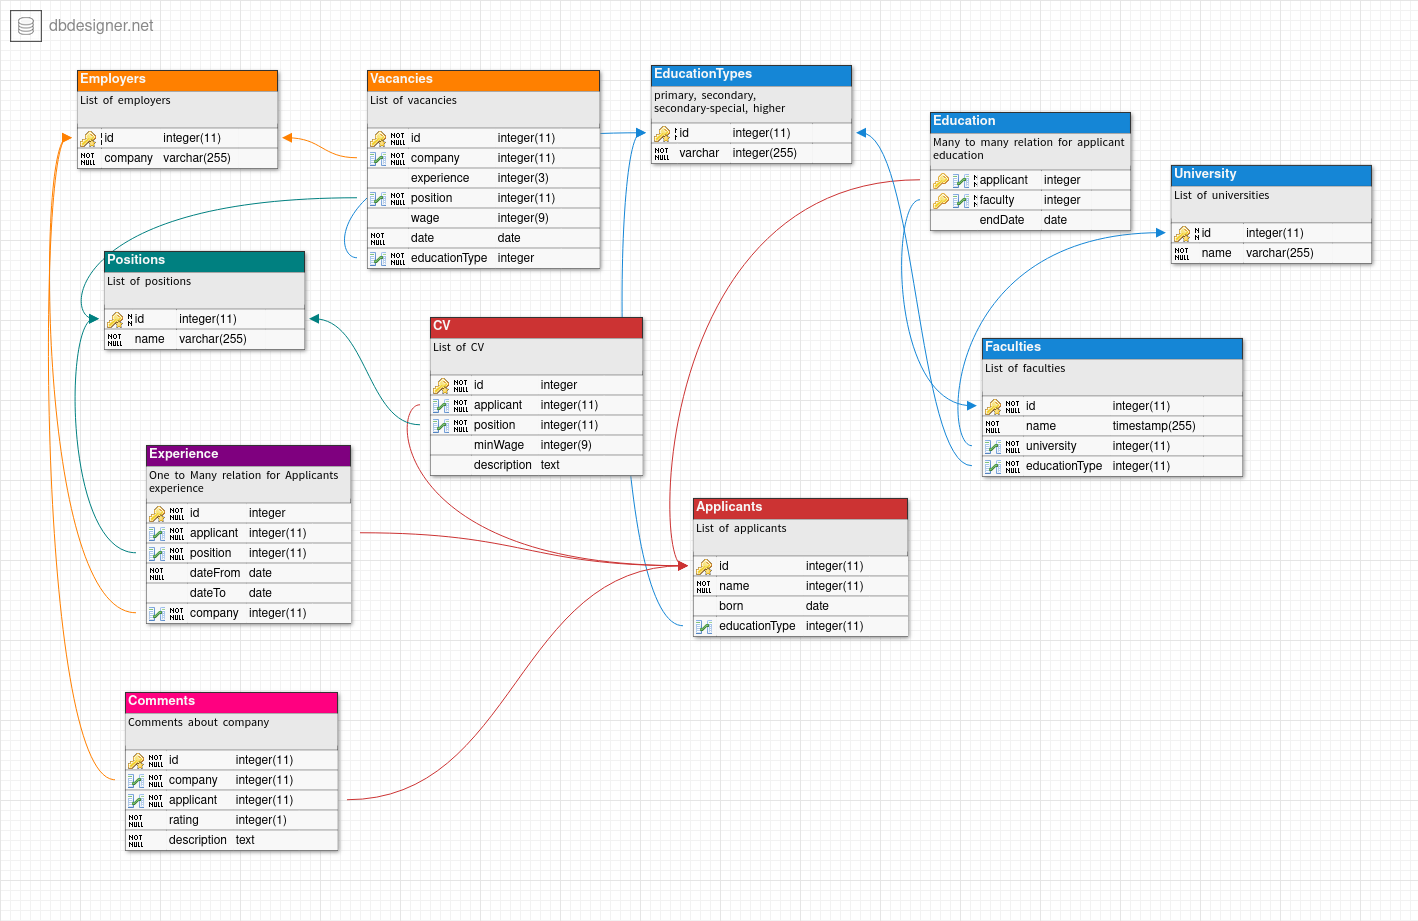 dbdesigner.net
Employers
List of employers
id integer(11)
NOT NULL company varchar(255)
Vacancies
List of vacancies
NOT NULL id integer(11)
NOT NULL company integer(11)
experience integer(3)
NOT NULL position integer(11)
wage integer(9)
NOT NULL date date
NOT NULL educationType integer
EducationTypes
primary, secondary,
secondary-special, higher
id integer(11)
NOT NULL varchar integer(255)
Education
Many to many relation for applicant
education
applicant integer
faculty integer
endDate date
University
List of universities
id integer(11)
NOT NULL name varchar(255)
Positions
List of positions
id integer(11)
NOT NULL name varchar(255)
CV
List of CV
NOT NULL id integer
NOT NULL applicant integer(11)
NOT NULL position integer(11)
minWage integer(9)
description text
Faculties
List of faculties
NOT NULL id integer(11)
NOT NULL name timestamp(255)
NOT NULL university integer(11)
NOT NULL educationType integer(11)
Experience
One to Many relation for Applicants
experience
NOT NULL id integer
NOT NULL applicant integer(11)
NOT NULL position integer(11)
NOT NULL dateFrom date
dateTo date
NOT NULL company integer(11)
Applicants
List of applicants
id integer(11)
NOT NULL name integer(11)
born date
educationType integer(11)
Comments
Comments about company
NOT NULL id integer(11)
NOT NULL company integer(11)
NOT NULL applicant integer(11)
NOT NULL rating integer(1)
NOT NULL description text